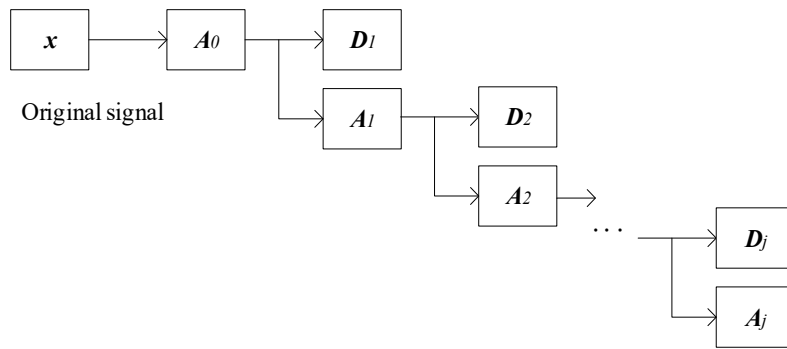 x
A0
D1
Original signal
A1
D2
A2
...
Dj
Aj